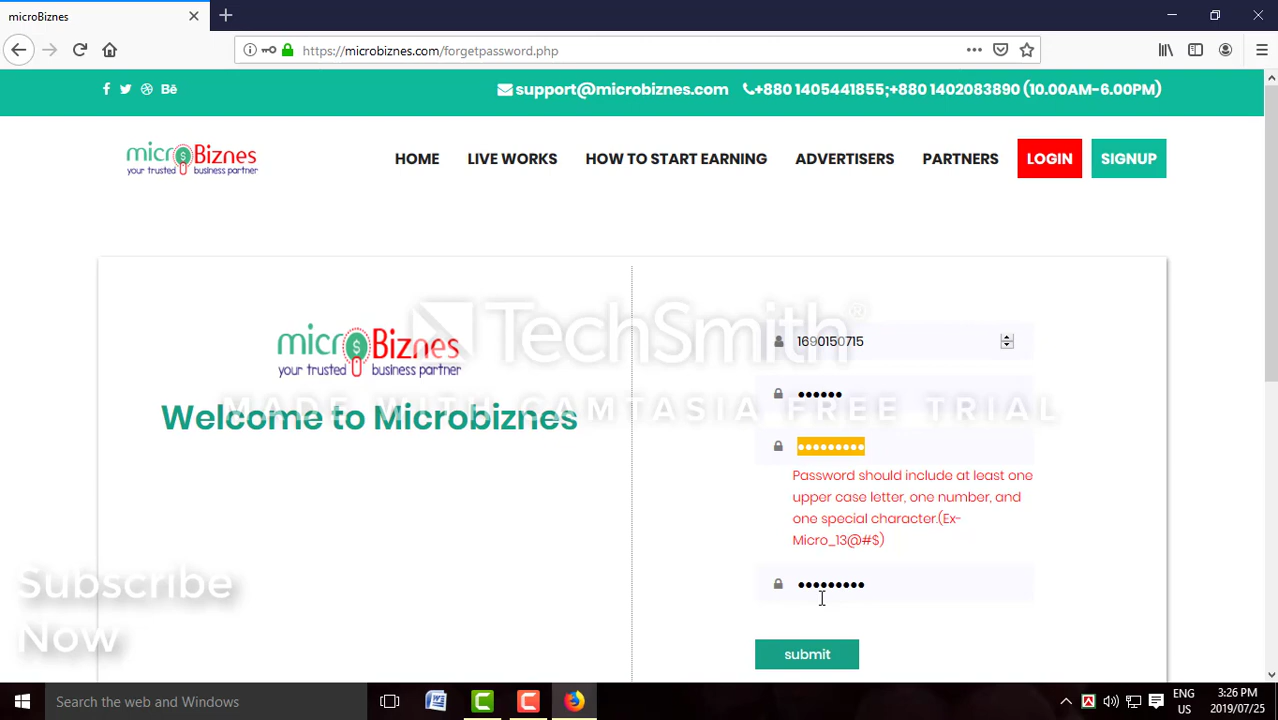 microBiznes
https://microbiznes.com/forgetpassword.php
Bē
support@microbiznes.com
+880 1405441855;+880 1402083890 (10.00AM-6.00PM)
micro Biznes
your trusted business partner
HOME
LIVE WORKS
HOW TO START EARNING
ADVERTISERS
PARTNERS
LOGIN
SIGNUP
TechSmith®
MADE WITH CAMTASIA FREE TRIAL
micro Biznes
your trusted business partner
Welcome to Microbiznes
1690150715
••••••
•••••••••
Password should include at least one
upper case letter, one number, and
one special character.(Ex-
Micro_13@#$)
•••••••••
submit
Subscribe
Now
Search the web and Windows
ENG
US
3:26 PM
2019/07/25